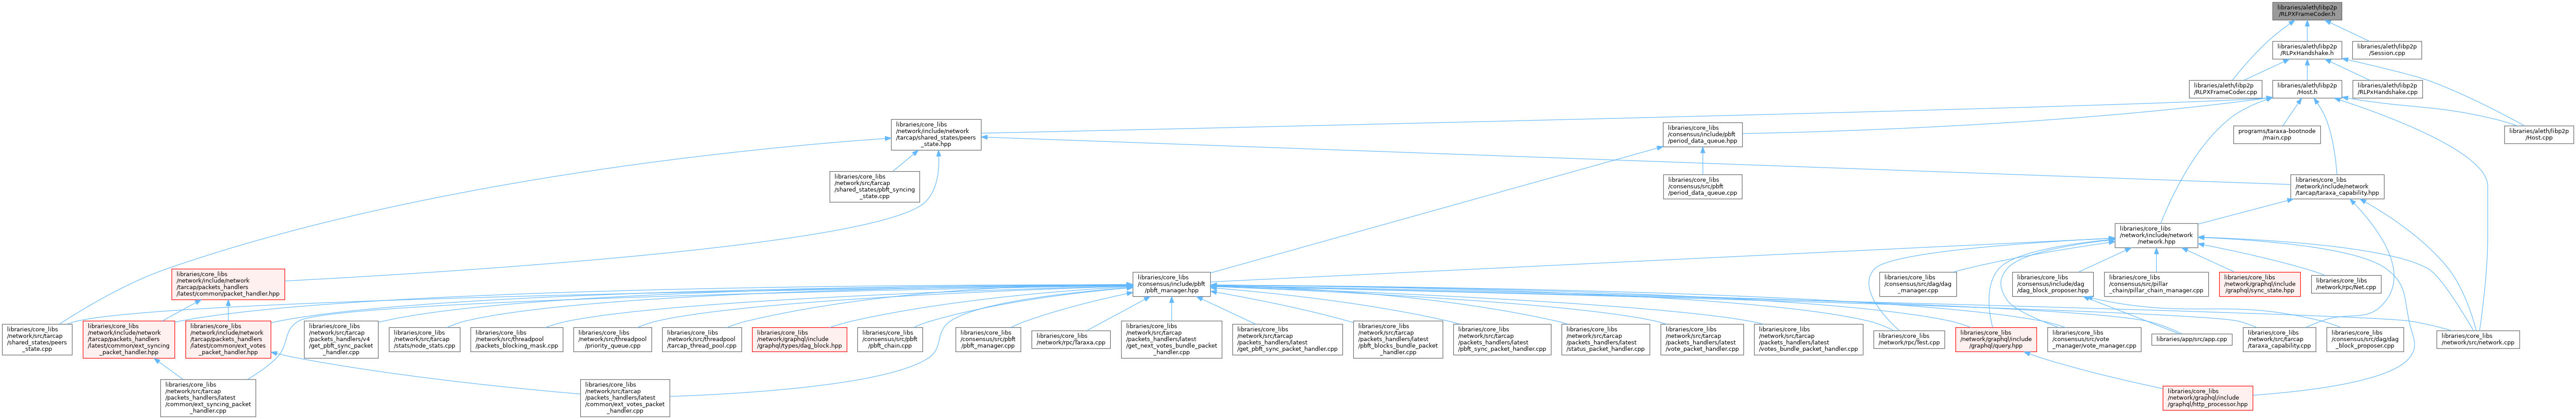 libraries/aleth/libp2p
/RLPXFrameCoder.h
libraries/aleth/libp2p
/RLPxHandshake.h
libraries/aleth/libp2p
/Session.cpp
libraries/aleth/libp2p
/RLPXFrameCoder.cpp
libraries/aleth/libp2p
/Host.h
libraries/aleth/libp2p
/RLPxHandshake.cpp
libraries/core_libs
/network/include/network
/tarcap/shared_states/peers
_state.hpp
libraries/core_libs
/consensus/include/pbft
/period_data_queue.hpp
programs/taraxa-bootnode
/main.cpp
libraries/aleth/libp2p
/Host.cpp
libraries/core_libs
/network/src/tarcap
/shared_states/pbft_syncing
_state.cpp
libraries/core_libs
/consensus/src/pbft
/period_data_queue.cpp
libraries/core_libs
/network/include/network
/tarcap/taraxa_capability.hpp
libraries/core_libs
/network/include/network
/network.hpp
libraries/core_libs
/network/include/network
/tarcap/packets_handlers
/latest/common/packet_handler.hpp
libraries/core_libs
/consensus/include/pbft
/pbft_manager.hpp
libraries/core_libs
/consensus/src/dag/dag
_manager.cpp
libraries/core_libs
/consensus/include/dag
/dag_block_proposer.hpp
libraries/core_libs
/consensus/src/pillar
_chain/pillar_chain_manager.cpp
libraries/core_libs
/network/graphql/include
/graphql/sync_state.hpp
libraries/core_libs
/network/rpc/Net.cpp
libraries/core_libs
/network/src/tarcap
/shared_states/peers
_state.cpp
libraries/core_libs
/network/include/network
/tarcap/packets_handlers
/latest/common/ext_syncing
_packet_handler.hpp
libraries/core_libs
/network/include/network
/tarcap/packets_handlers
/latest/common/ext_votes
_packet_handler.hpp
libraries/core_libs
/network/src/tarcap
/packets_handlers/v4
/get_pbft_sync_packet
_handler.cpp
libraries/core_libs
/network/src/tarcap
/stats/node_stats.cpp
libraries/core_libs
/network/src/threadpool
/packets_blocking_mask.cpp
libraries/core_libs
/network/src/threadpool
/priority_queue.cpp
libraries/core_libs
/network/src/threadpool
/tarcap_thread_pool.cpp
libraries/core_libs
/network/graphql/include
/graphql/types/dag_block.hpp
libraries/core_libs
/consensus/src/pbft
/pbft_chain.cpp
libraries/core_libs
/consensus/src/pbft
/pbft_manager.cpp
libraries/core_libs
/network/rpc/Taraxa.cpp
libraries/core_libs
/network/src/tarcap
/packets_handlers/latest
/get_next_votes_bundle_packet
_handler.cpp
libraries/core_libs
/network/src/tarcap
/packets_handlers/latest
/get_pbft_sync_packet_handler.cpp
libraries/core_libs
/network/src/tarcap
/packets_handlers/latest
/pbft_blocks_bundle_packet
_handler.cpp
libraries/core_libs
/network/src/tarcap
/packets_handlers/latest
/pbft_sync_packet_handler.cpp
libraries/core_libs
/network/src/tarcap
/packets_handlers/latest
/status_packet_handler.cpp
libraries/core_libs
/network/src/tarcap
/packets_handlers/latest
/vote_packet_handler.cpp
libraries/core_libs
/network/src/tarcap
/packets_handlers/latest
/votes_bundle_packet_handler.cpp
libraries/core_libs
/network/rpc/Test.cpp
libraries/core_libs
/network/graphql/include
/graphql/query.hpp
libraries/core_libs
/consensus/src/vote
_manager/vote_manager.cpp
libraries/app/src/app.cpp
libraries/core_libs
/network/src/tarcap
/taraxa_capability.cpp
libraries/core_libs
/consensus/src/dag/dag
_block_proposer.cpp
libraries/core_libs
/network/src/network.cpp
libraries/core_libs
/network/src/tarcap
/packets_handlers/latest
/common/ext_syncing_packet
_handler.cpp
libraries/core_libs
/network/src/tarcap
/packets_handlers/latest
/common/ext_votes_packet
_handler.cpp
libraries/core_libs
/network/graphql/include
/graphql/http_processor.hpp